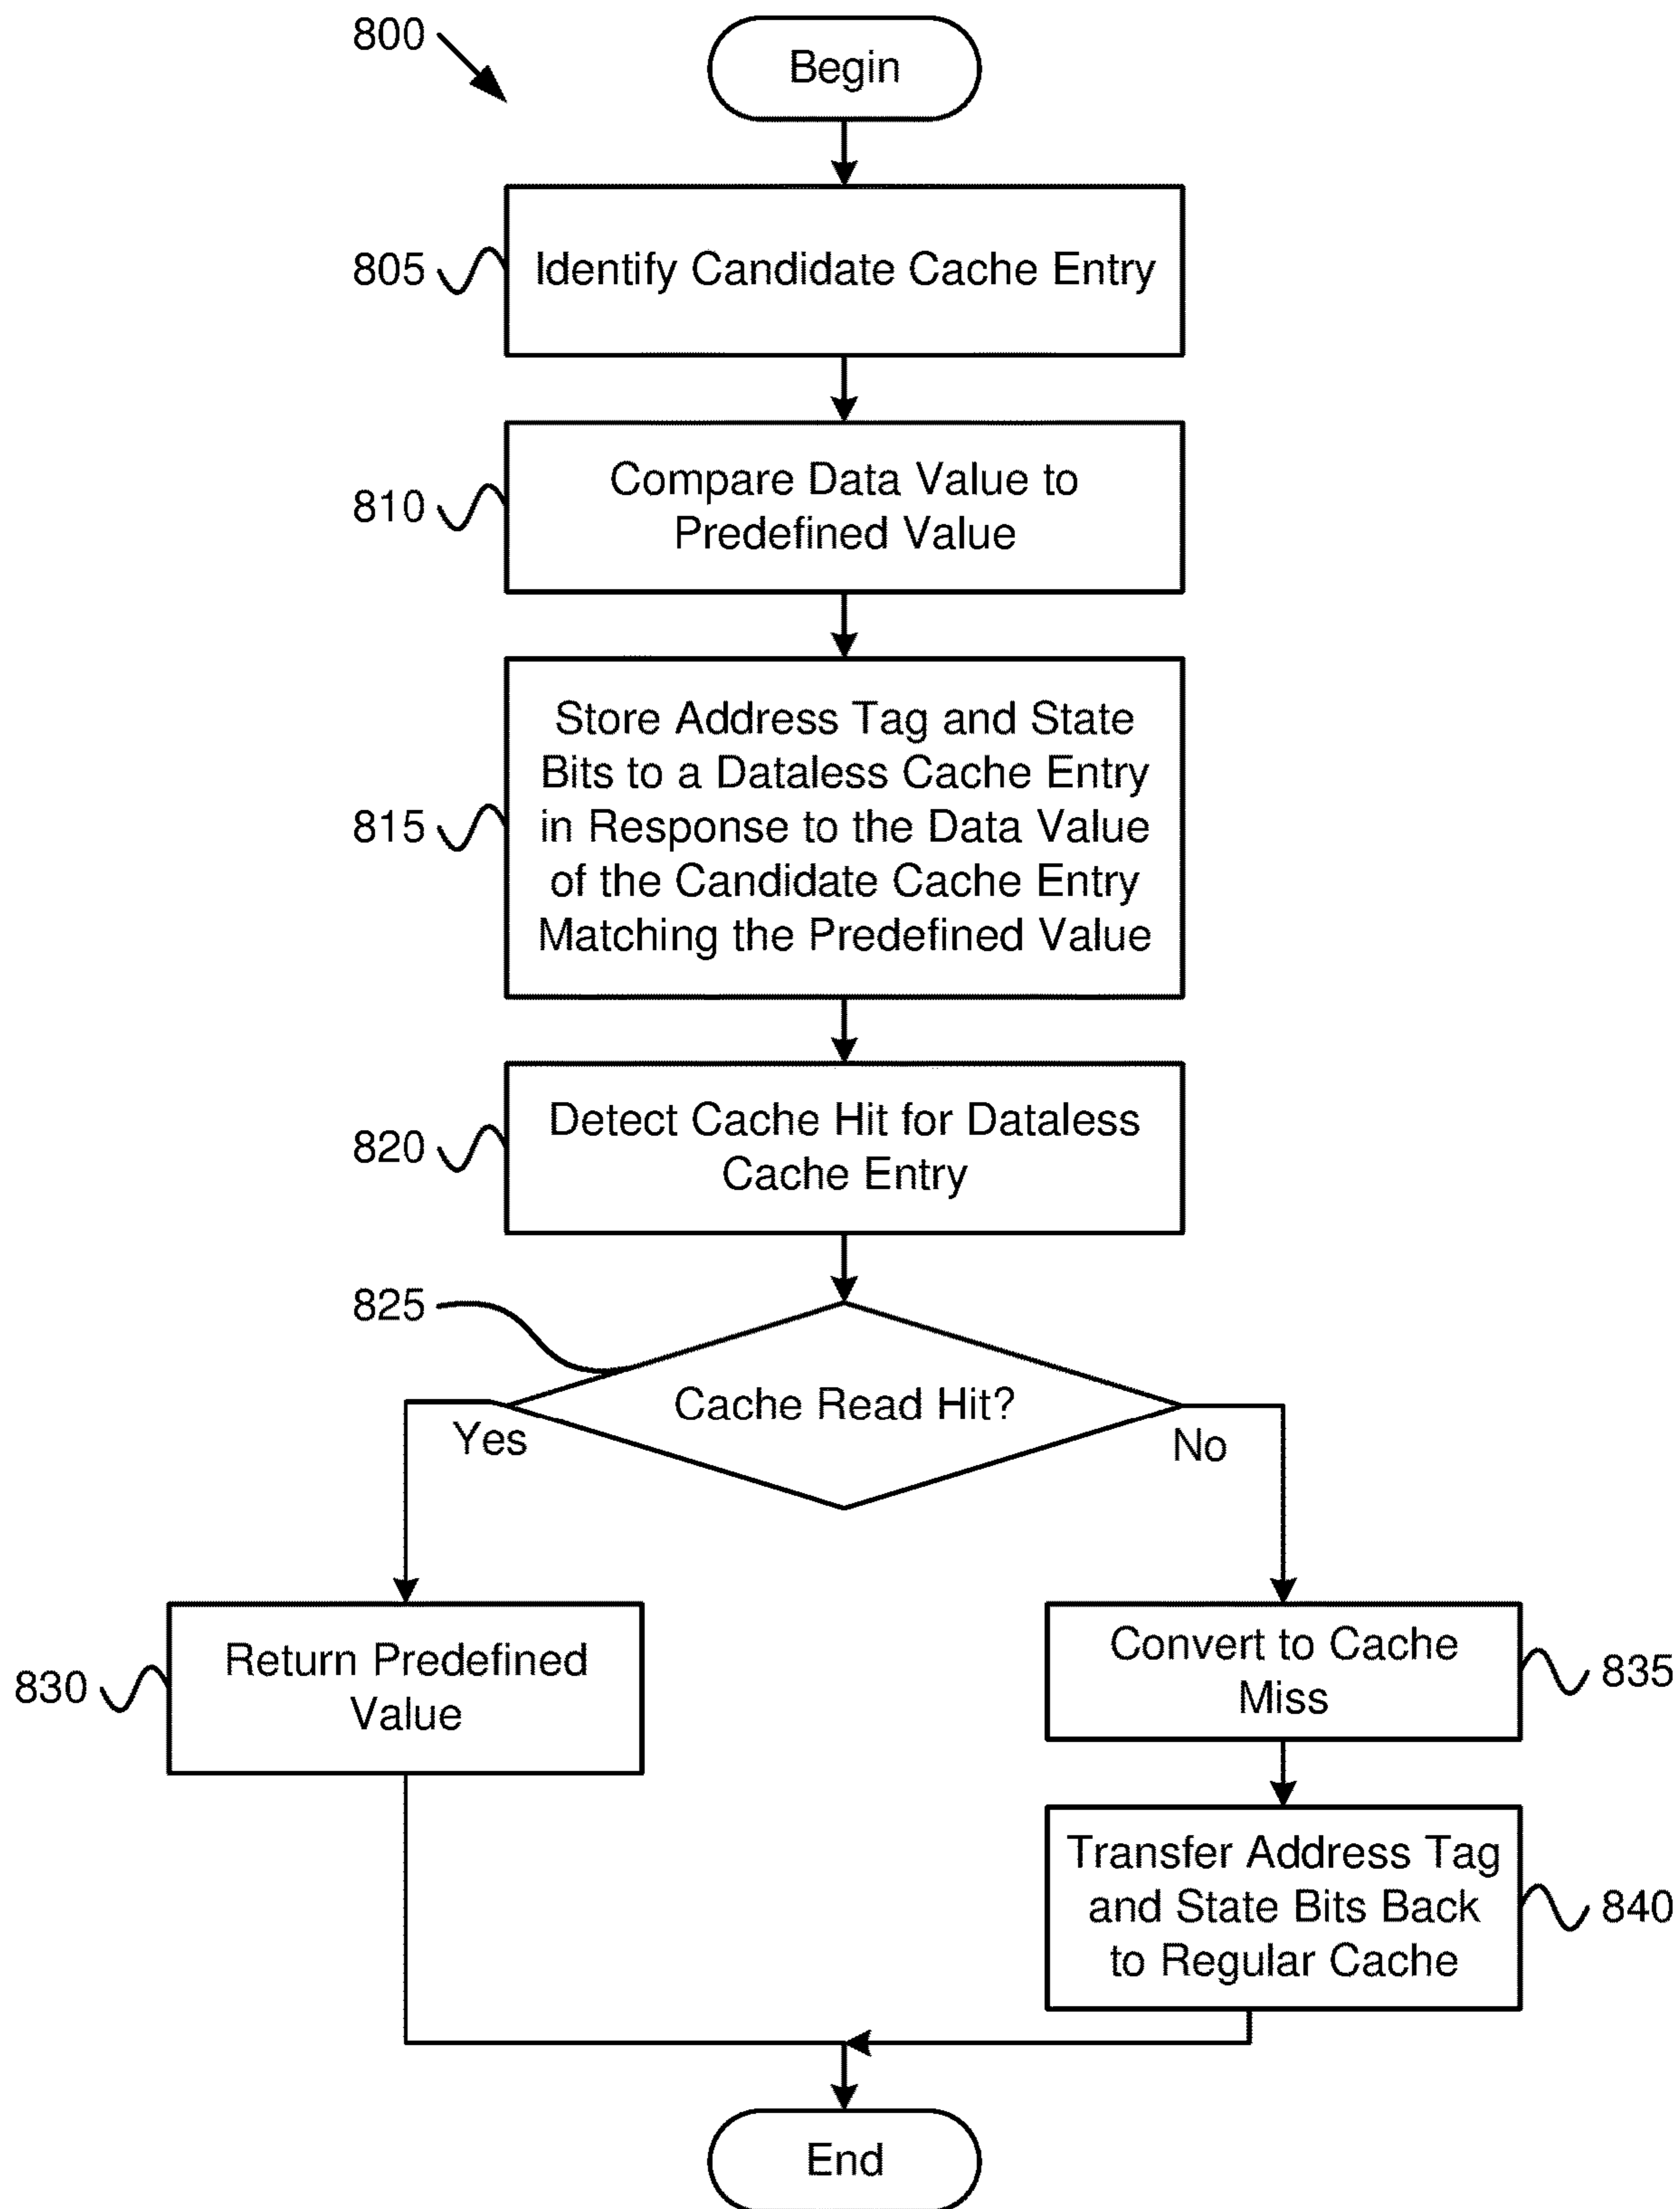 800
Begin
805
Identify Candidate Cache Entry
810
Compare Data Value to
Predefined Value
815
Store Address Tag and State
Bits to a Dataless Cache Entry
in Response to the Data Value
of the Candidate Cache Entry
Matching the Predefined Value
820
Detect Cache Hit for Dataless
Cache Entry
825
Cache Read Hit?
Yes
No
830
Return Predefined
Value
Convert to Cache
Miss
835
Transfer Address Tag
and State Bits Back
to Regular Cache
840
End